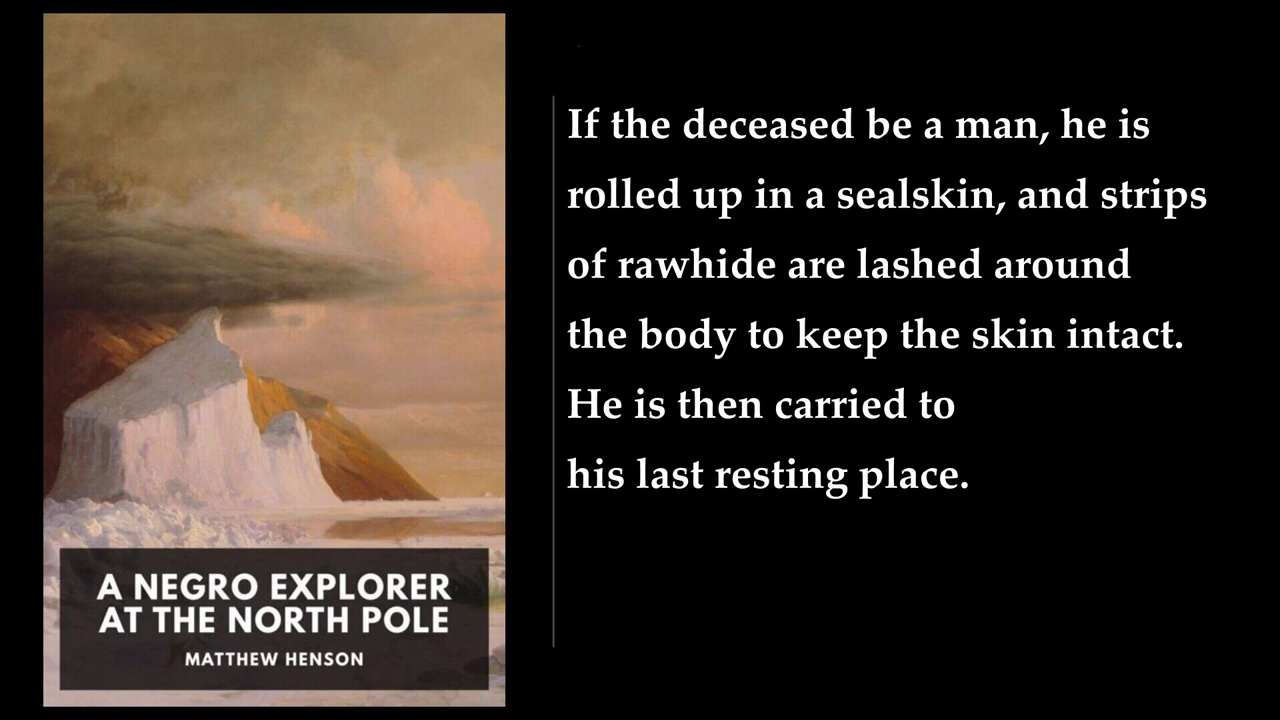 If the deceased be a man, he is
rolled up in a sealskin, and strips
of rawhide are lashed around
the body to keep the skin intact.
He is then carried to
his last resting place.
A NEGRO EXPLORER
AT THE NORTH POLE
MATTHEW HENSON